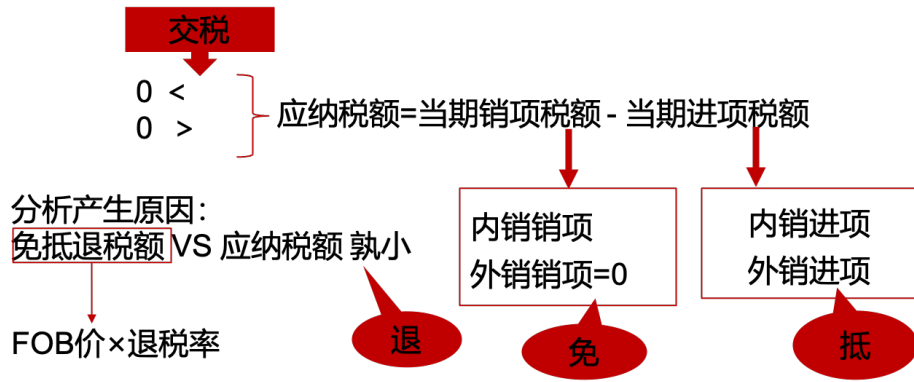 交税
0 <
0 >
应纳税额=当期销项税额 - 当期进项税额
分析产生原因：
免抵退税额 VS 应纳税额 孰小
FOB价×退税率
退
内销销项
外销销项=0
免
内销进项
外销进项
抵